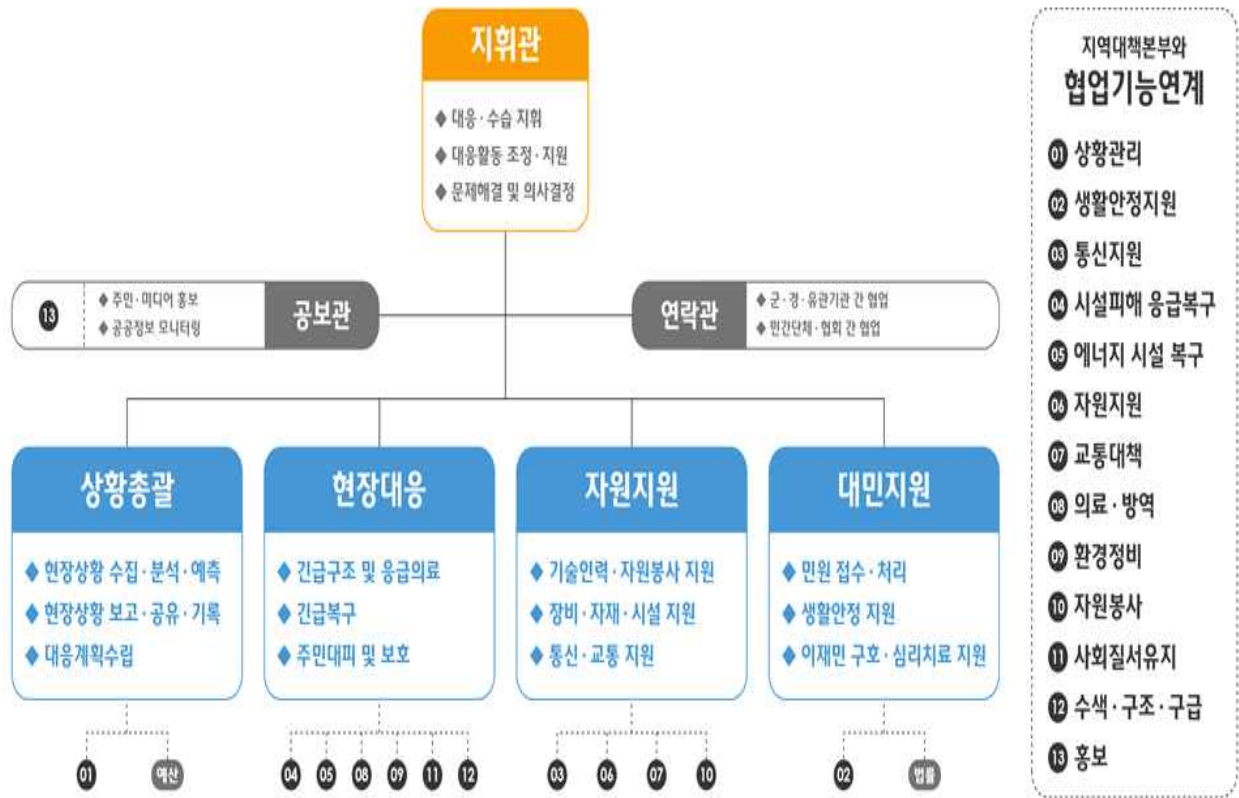 지휘관
◆ 대응·수습 지휘
◆ 대응활동 조정·지원
◆ 문제해결 및 의사결정
13
◆ 주민·미디어 홍보
◆ 공공정보 모니터링
공보관
연락관
◆ 군·경·유관기관 간 협업
◆ 민간단체·협회 간 협업
상황총괄
◆ 현장상황 수집·분석·예측
◆ 현장상황 보고·공유·기록
◆ 대응계획수립
01 예산
현장대응
◆ 긴급구조 및 응급의료
◆ 긴급복구
◆ 주민대피 및 보호
04 05 08 09 11 12
자원지원
◆ 기술인력·자원봉사 지원
◆ 장비·자재·시설 지원
◆ 통신·교통 지원
03 06 07 10
대민지원
◆ 민원 접수·처리
◆ 생활안정 지원
◆ 이재민 구호·심리치료 지원
02 법률
지역대책본부와
협업기능연계
01 상황관리
02 생활안정지원
03 통신지원
04 시설피해 응급복구
05 에너지 시설 복구
06 자원지원
07 교통대책
08 의료·방역
09 환경정비
10 자원봉사
11 사회질서유지
12 수색·구조·구급
13 홍보